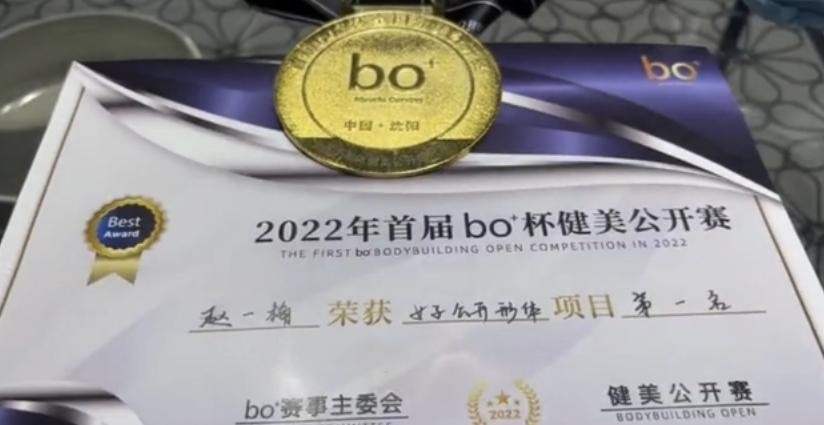 bo+
中国·沈阳
bo+
Best
Award
2022年首届bo+杯健美公开赛
THE FIRST bo+ BODYBUILDING OPEN COMPETITION IN 2022
赵一梅 荣获 女子公开形体 项目 第一名
bo+赛事主委会
2022
健美公开赛
BODYBUILDING OPEN